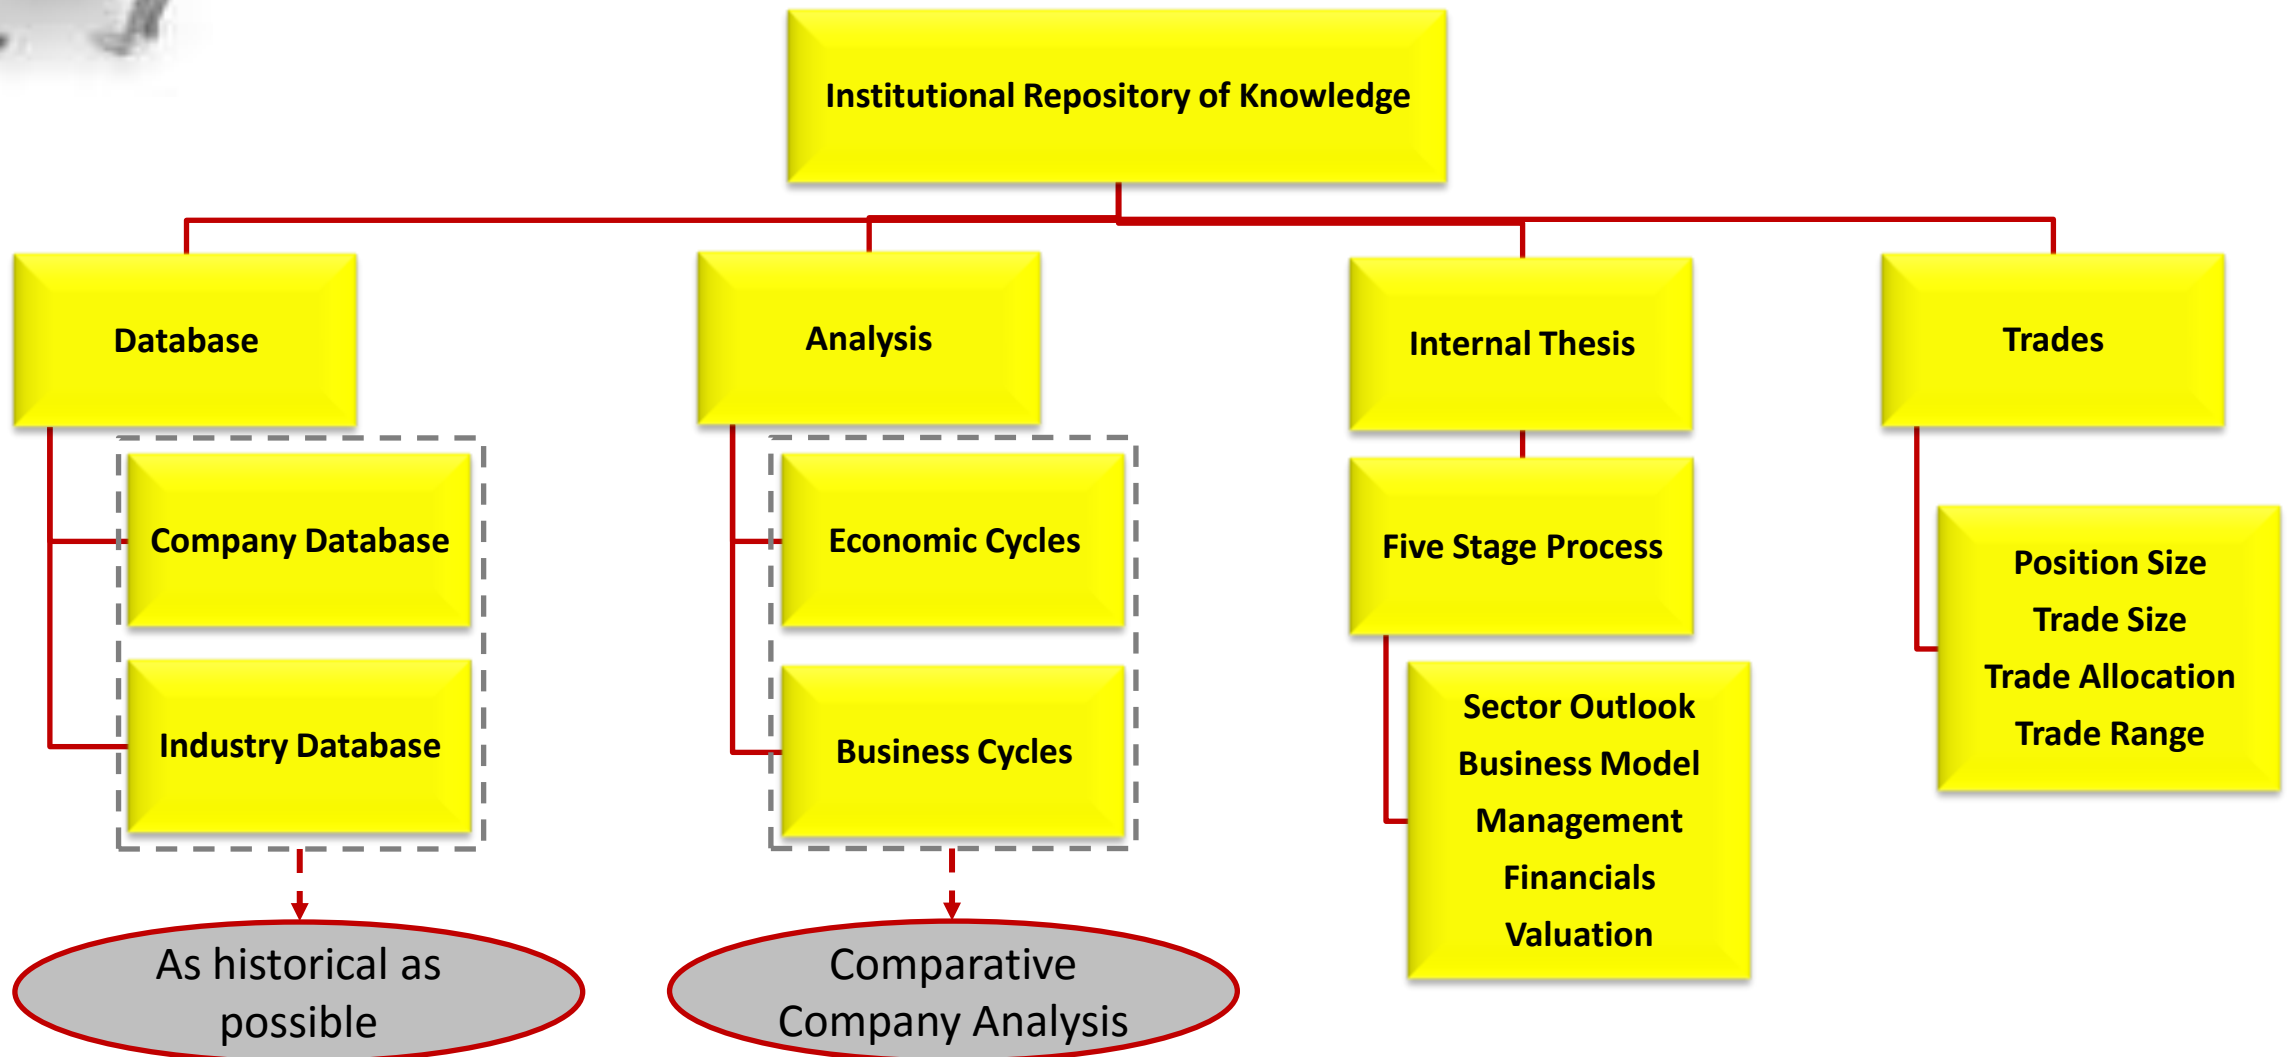 Institutional Repository of Knowledge
Database
Analysis
Internal Thesis
Trades
Company Database
Industry Database
As historical as
possible
Economic Cycles
Business Cycles
Comparative
Company Analysis
Five Stage Process
Sector Outlook
Business Model
Management
Financials
Valuation
Position Size
Trade Size
Trade Allocation
Trade Range